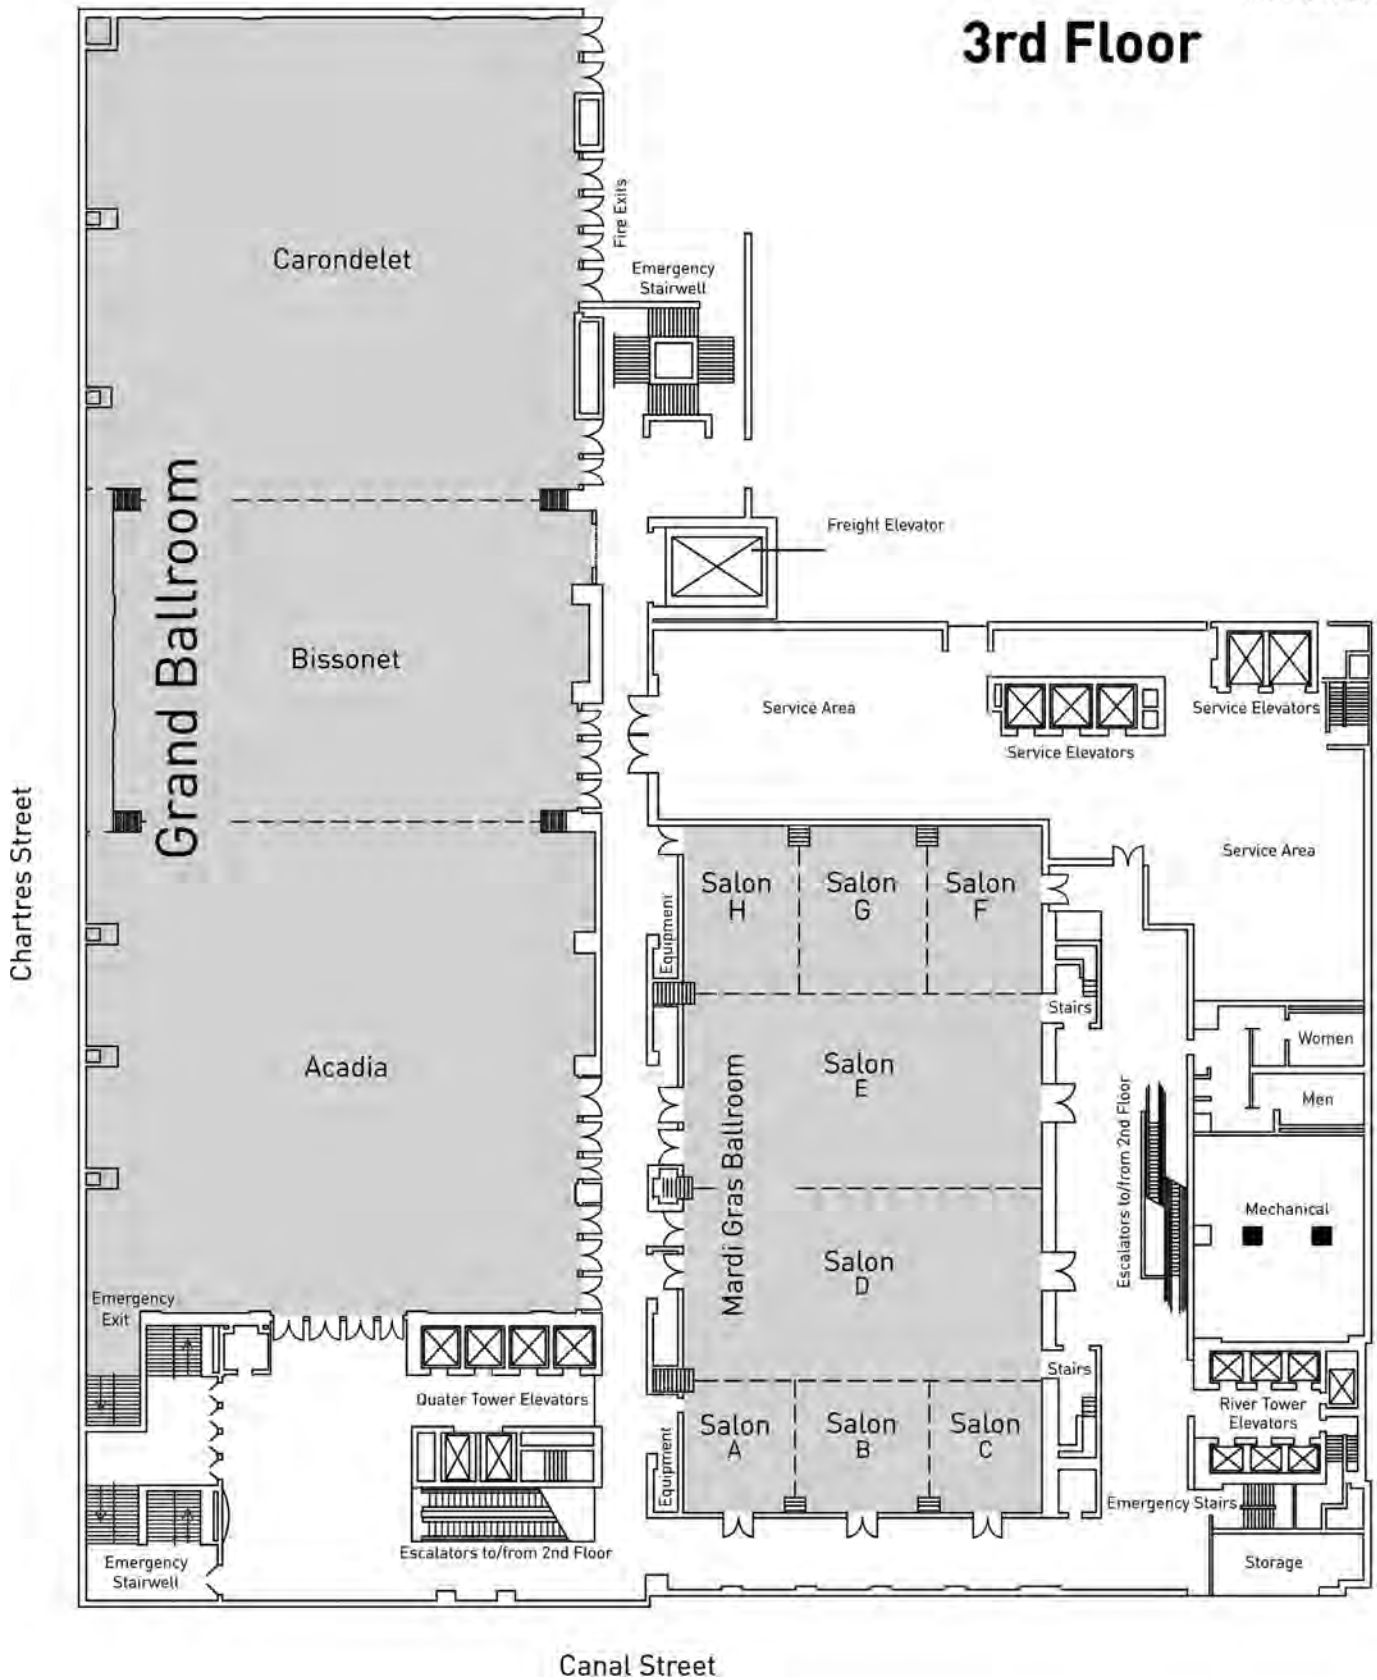 3rd Floor
Fire Exits
Carondelet
Emergency
Stairwell
Grand Ballroom
Freight Elevator
Bissonet
Service Area
Service Elevators
Service Elevators
Chartres Street
Service Area
Salon
H
Salon
G
Salon
F
Equipment
Stairs
Women
Acadia
Salon
E
Men
Mardi Gras Ballroom
Escalators to/from 2nd Floor
Mechanical
Salon
D
Emergency
Exit
Stairs
Quater Tower Elevators
River Tower
Elevators
Salon
A
Salon
B
Salon
C
Equipment
Emergency Stairs
Escalators to/from 2nd Floor
Emergency
Stairwell
Storage
Canal Street